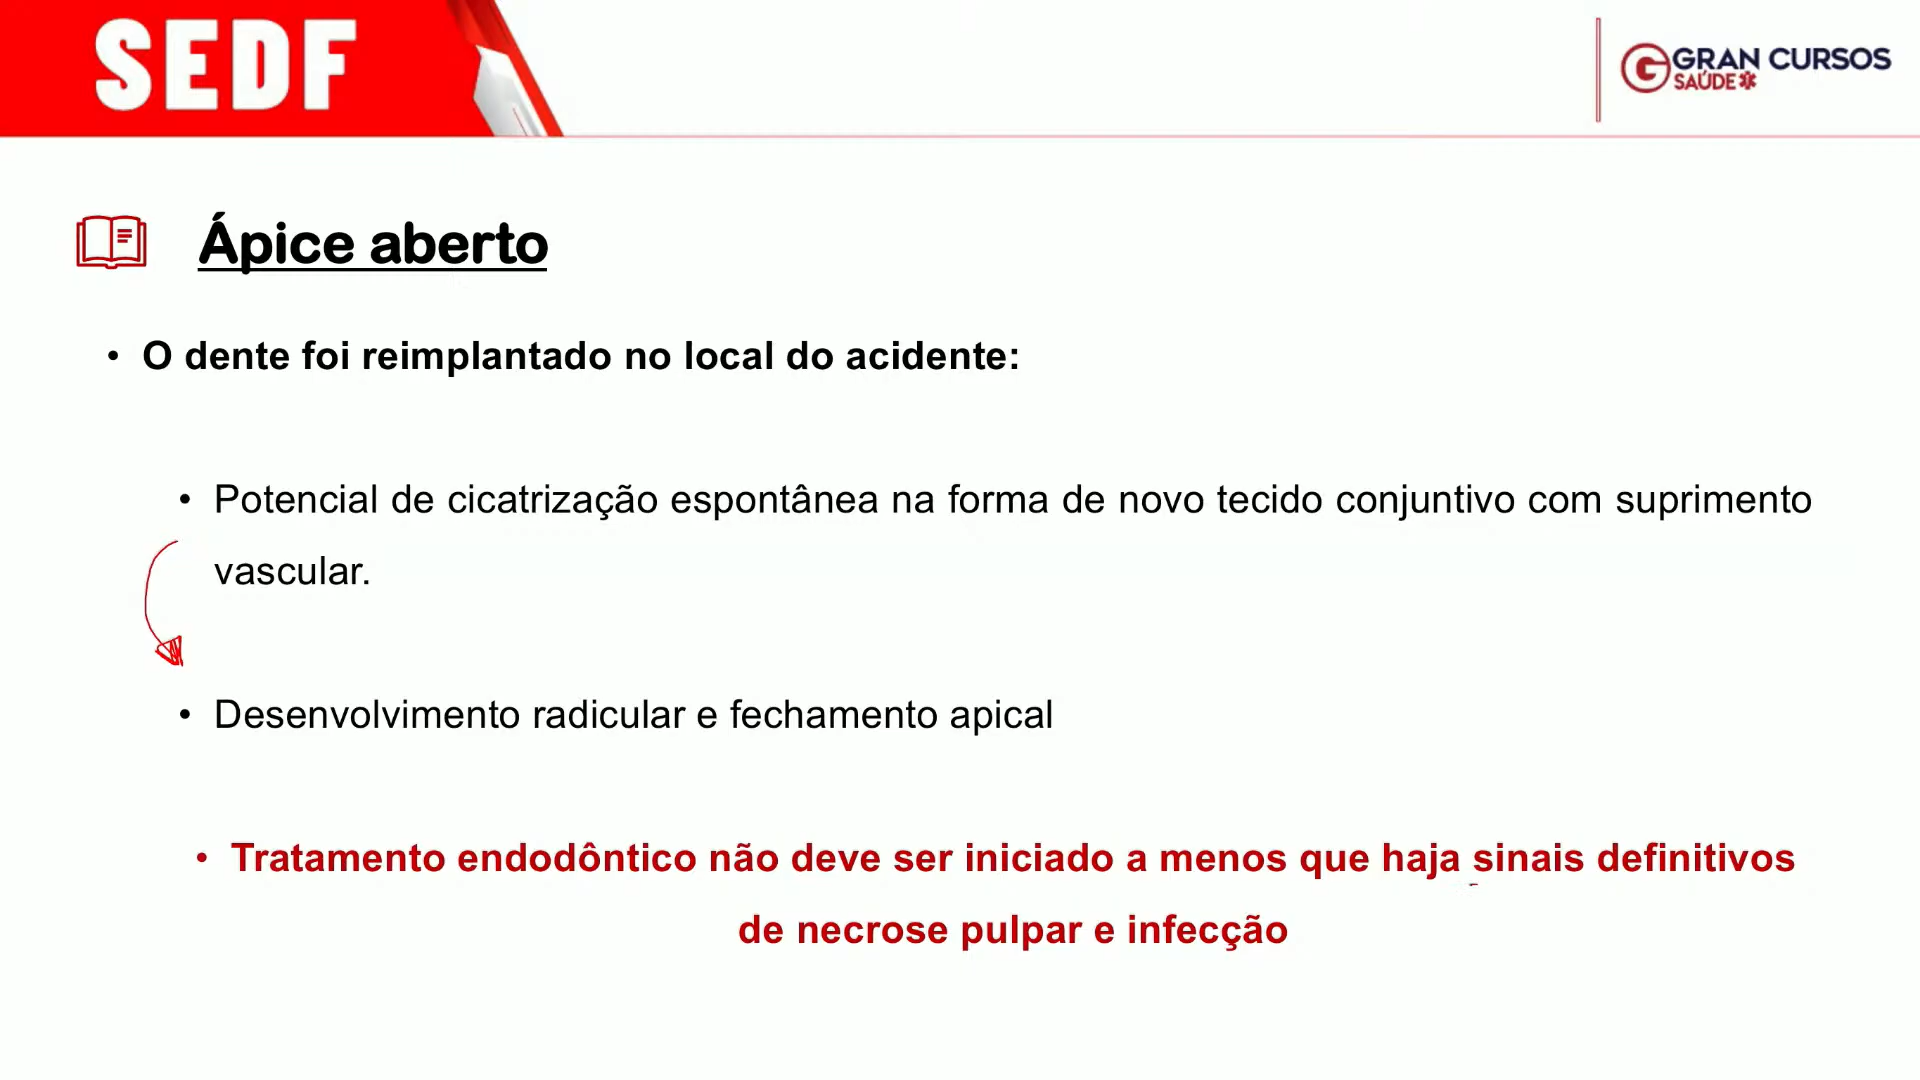 SEDF
GRAN CURSOS
SAÚDE
Ápice aberto
• O dente foi reimplantado no local do acidente:
• Potencial de cicatrização espontânea na forma de novo tecido conjuntivo com suprimento
vascular.
• Desenvolvimento radicular e fechamento apical
• Tratamento endodôntico não deve ser iniciado a menos que haja sinais definitivos
de necrose pulpar e infecção